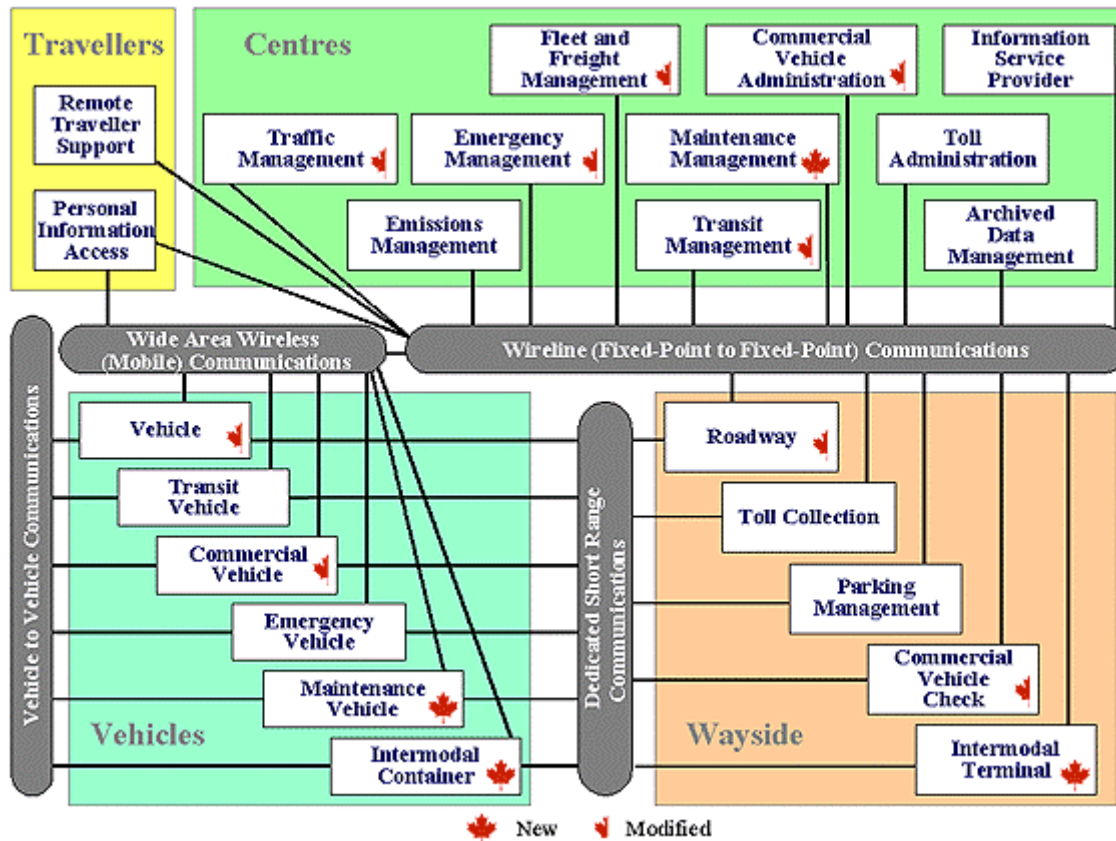 Travellers
Remote
Traveller
Support
Personal
Information
Access
Centres
Fleet and
Freight
Management
Commercial
Vehicle
Administration
Information
Service
Provider
Traffic
Management
Emergency
Management
Maintenance
Management
Toll
Administration
Emissions
Management
Transit
Management
Archived
Data
Management
Wide Area Wireless
(Mobile) Communications
Wireline (Fixed-Point to Fixed-Point) Communications
Vehicle to Vehicle Communications
Vehicle
Transit
Vehicle
Commercial
Vehicle
Emergency
Vehicle
Maintenance
Vehicle
Intermodal
Container
Vehicles
Dedicated Short Range
Communications
Roadway
Toll Collection
Parking
Management
Commercial
Vehicle
Check
Intermodal
Terminal
Wayside
New
Modified